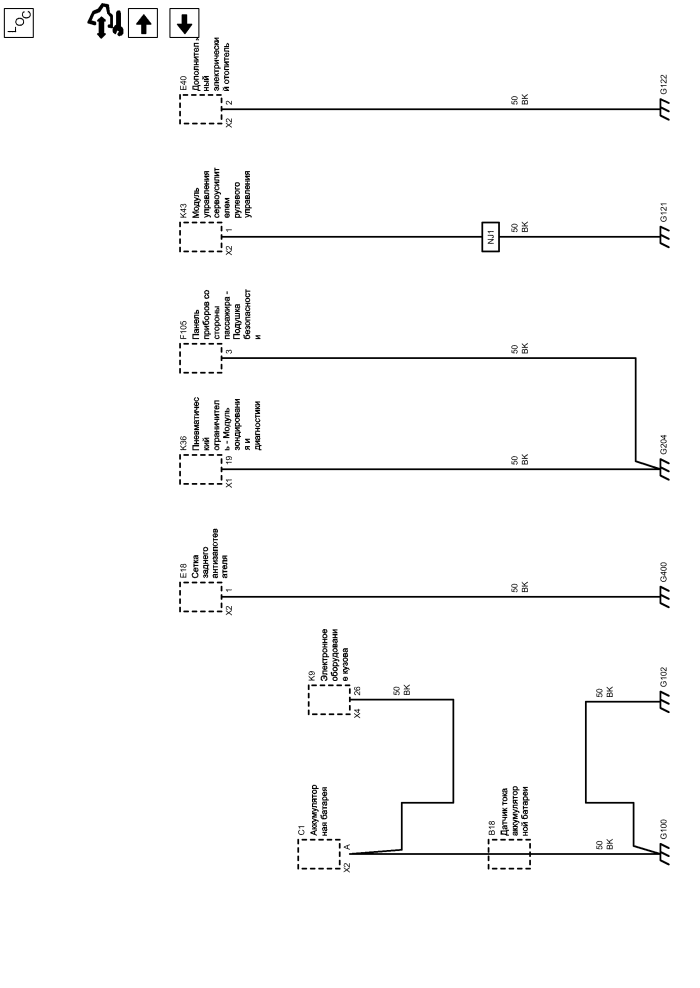 LOC
E40
Дополнител
ный
электрически
й отопитель
2
X2
50
BK
G122
K43
Модуль
управления
сервоусилит
елем
рулевого
управления
1
X2
NJ1
50
BK
G121
F105
Панель
приборов со
стороны
пассажира -
Подушка
безопасност
и
3
50
BK
K36
Пневматичес
кий
ограничител
ь - Модуль
зондировани
я и
диагностики
19
X1
50
BK
G204
E18
Сетка
заднего
антизапотев
ателя
1
X2
50
BK
G400
K9
Электронное
оборудовани
е кузова
26
X4
50
BK
50
BK
G102
C1
Аккумулятор
ная батарея
A
X2
B18
Датчик тока
аккумулятор
ной батареи
50
BK
G100